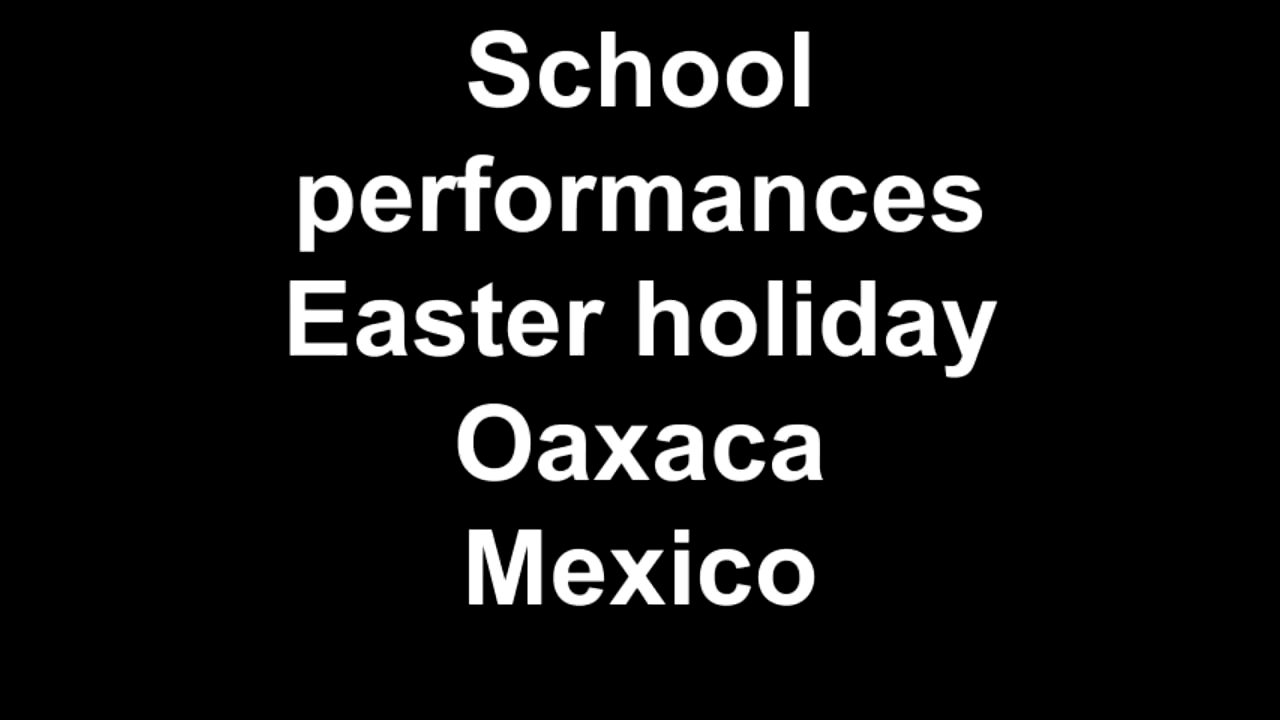 School
performances
Easter holiday
Oaxaca
Mexico